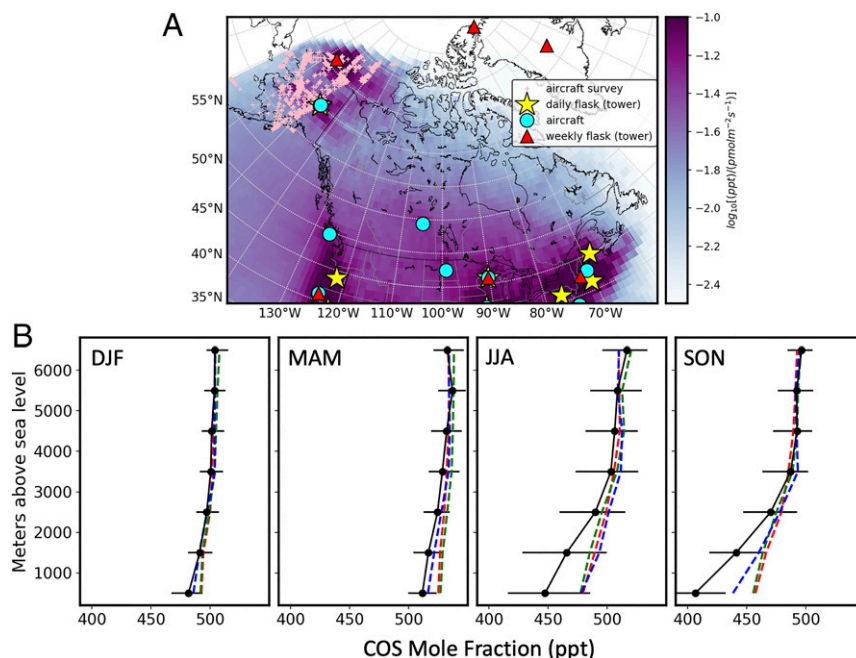 A
aircraft survey
daily flask (tower)
aircraft
weekly flask (tower)
55°N
50°N
45°N
40°N
35°N
130°W 120°W 110°W 100°W 90°W 80°W 70°W
−1.0
−1.2
−1.4
−1.6
−1.8
−2.0
−2.2
−2.4
log₁₀[(ppt)/(pmolm⁻²s⁻¹)]
B
DJF MAM JJA SON
Meters above sea level
6000
5000
4000
3000
2000
1000
400 450 500 400 450 500 400 450 500 400 450 500
COS Mole Fraction (ppt)